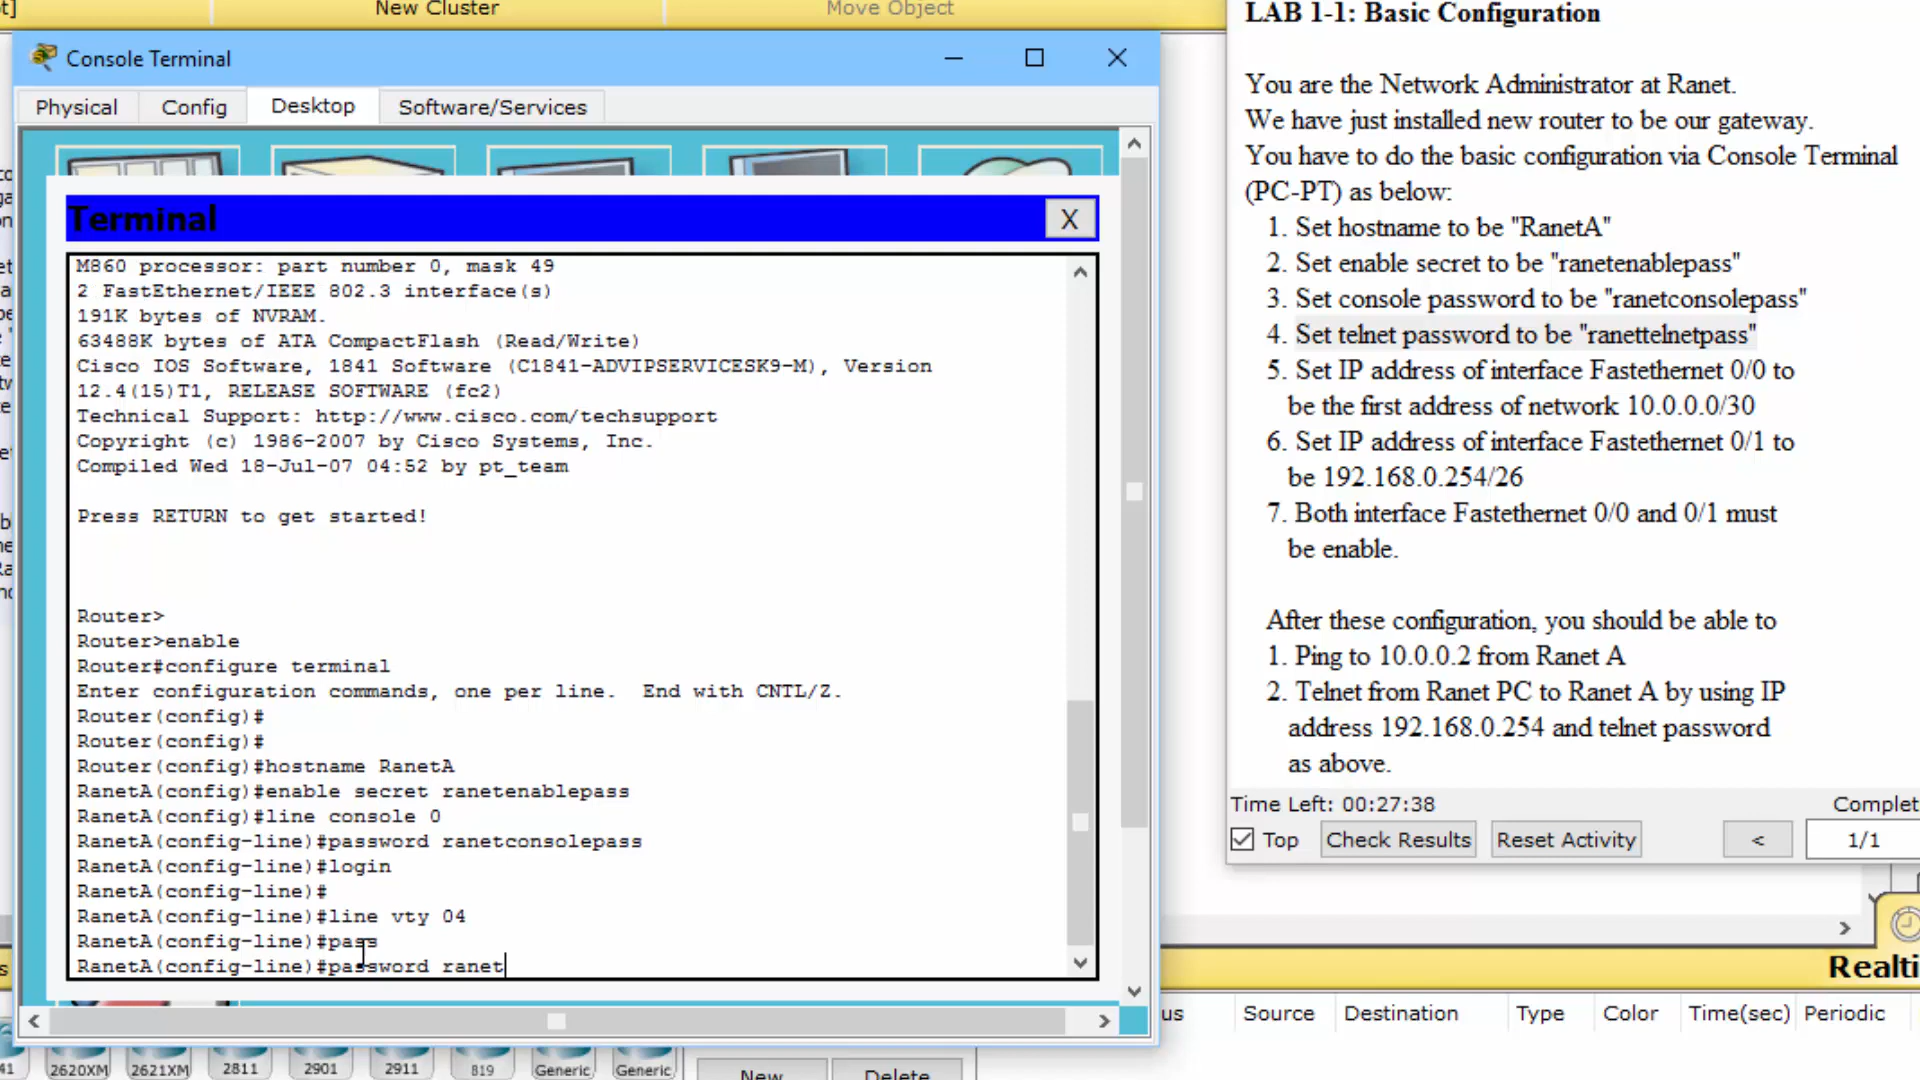 New Cluster
Move Object
Console Terminal
Physical
Config
Desktop
Software/Services
Terminal
X
M860 processor: part number 0, mask 49
2 FastEthernet/IEEE 802.3 interface(s)
191K bytes of NVRAM.
63488K bytes of ATA CompactFlash (Read/Write)
Cisco IOS Software, 1841 Software (C1841-ADVIPSERVICESK9-M), Version
12.4(15)T1, RELEASE SOFTWARE (fc2)
Technical Support: http://www.cisco.com/techsupport
Copyright (c) 1986-2007 by Cisco Systems, Inc.
Compiled Wed 18-Jul-07 04:52 by pt_team
Press RETURN to get started!
Router>
Router>enable
Router#configure terminal
Enter configuration commands, one per line.  End with CNTL/Z.
Router(config)#
Router(config)#
Router(config)#hostname RanetA
RanetA(config)#enable secret ranetenablepass
RanetA(config)#line console 0
RanetA(config-line)#password ranetconsolepass
RanetA(config-line)#login
RanetA(config-line)#
RanetA(config-line)#line vty 04
RanetA(config-line)#pass
RanetA(config-line)#password ranet
LAB 1-1: Basic Configuration
You are the Network Administrator at Ranet.
We have just installed new router to be our gateway.
You have to do the basic configuration via Console Terminal
(PC-PT) as below:
1. Set hostname to be "RanetA"
2. Set enable secret to be "ranetenablepass"
3. Set console password to be "ranetconsolepass"
4. Set telnet password to be "ranettelnetpass"
5. Set IP address of interface Fastethernet 0/0 to
be the first address of network 10.0.0.0/30
6. Set IP address of interface Fastethernet 0/1 to
be 192.168.0.254/26
7. Both interface Fastethernet 0/0 and 0/1 must
be enable.
After these configuration, you should be able to
1. Ping to 10.0.0.2 from Ranet A
2. Telnet from Ranet PC to Ranet A by using IP
address 192.168.0.254 and telnet password
as above.
Time Left: 00:27:38
Complet
Top
Check Results
Reset Activity
<
1/1
Realti
us
Source
Destination
Type
Color
Time(sec)
Periodic
41
2620XM
2621XM
2811
2901
2911
819
Generic
Generic
New
Delete